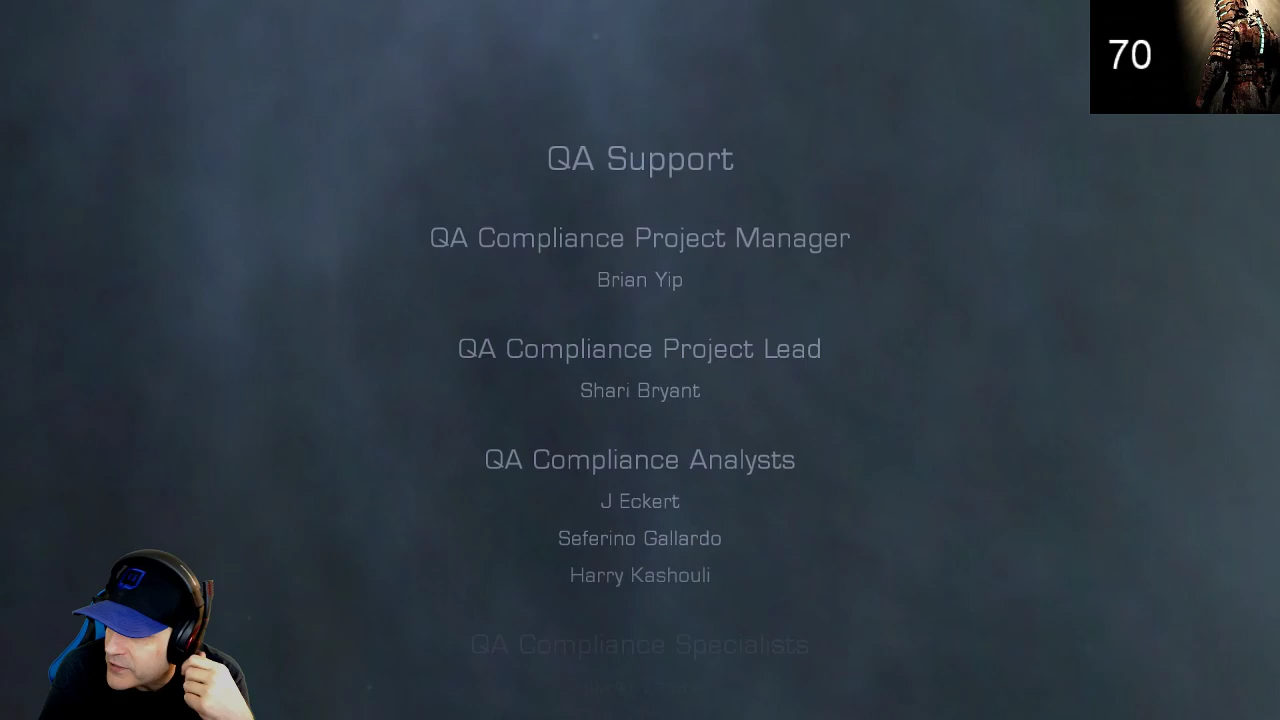 70
QA Support
QA Compliance Project Manager
Brian Yip
QA Compliance Project Lead
Shari Bryant
QA Compliance Analysts
J Eckert
Seferino Gallardo
Harry Kashouli
QA Compliance Specialists